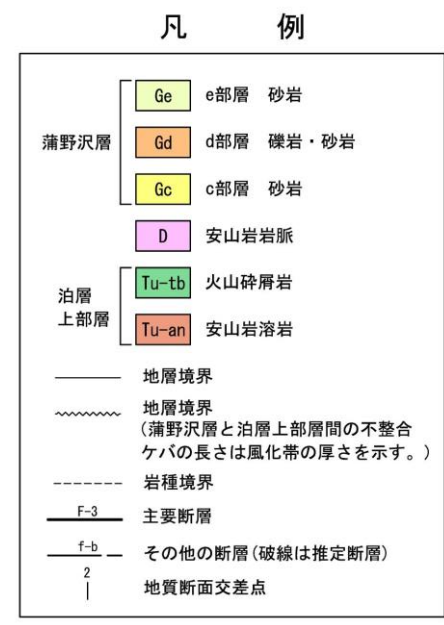 凡　例
蒲野沢層
Ge　e部層　砂岩
Gd　d部層　礫岩・砂岩
Gc　c部層　砂岩
D　安山岩岩脈
泊層
上部層
Tu-tb　火山砕屑岩
Tu-an　安山岩溶岩
地層境界
地層境界
(蒲野沢層と泊層上部層間の不整合
ケバの長さは風化帯の厚さを示す。)
岩種境界
F-3　主要断層
f-b　その他の断層(破線は推定断層)
2　地質断面交差点